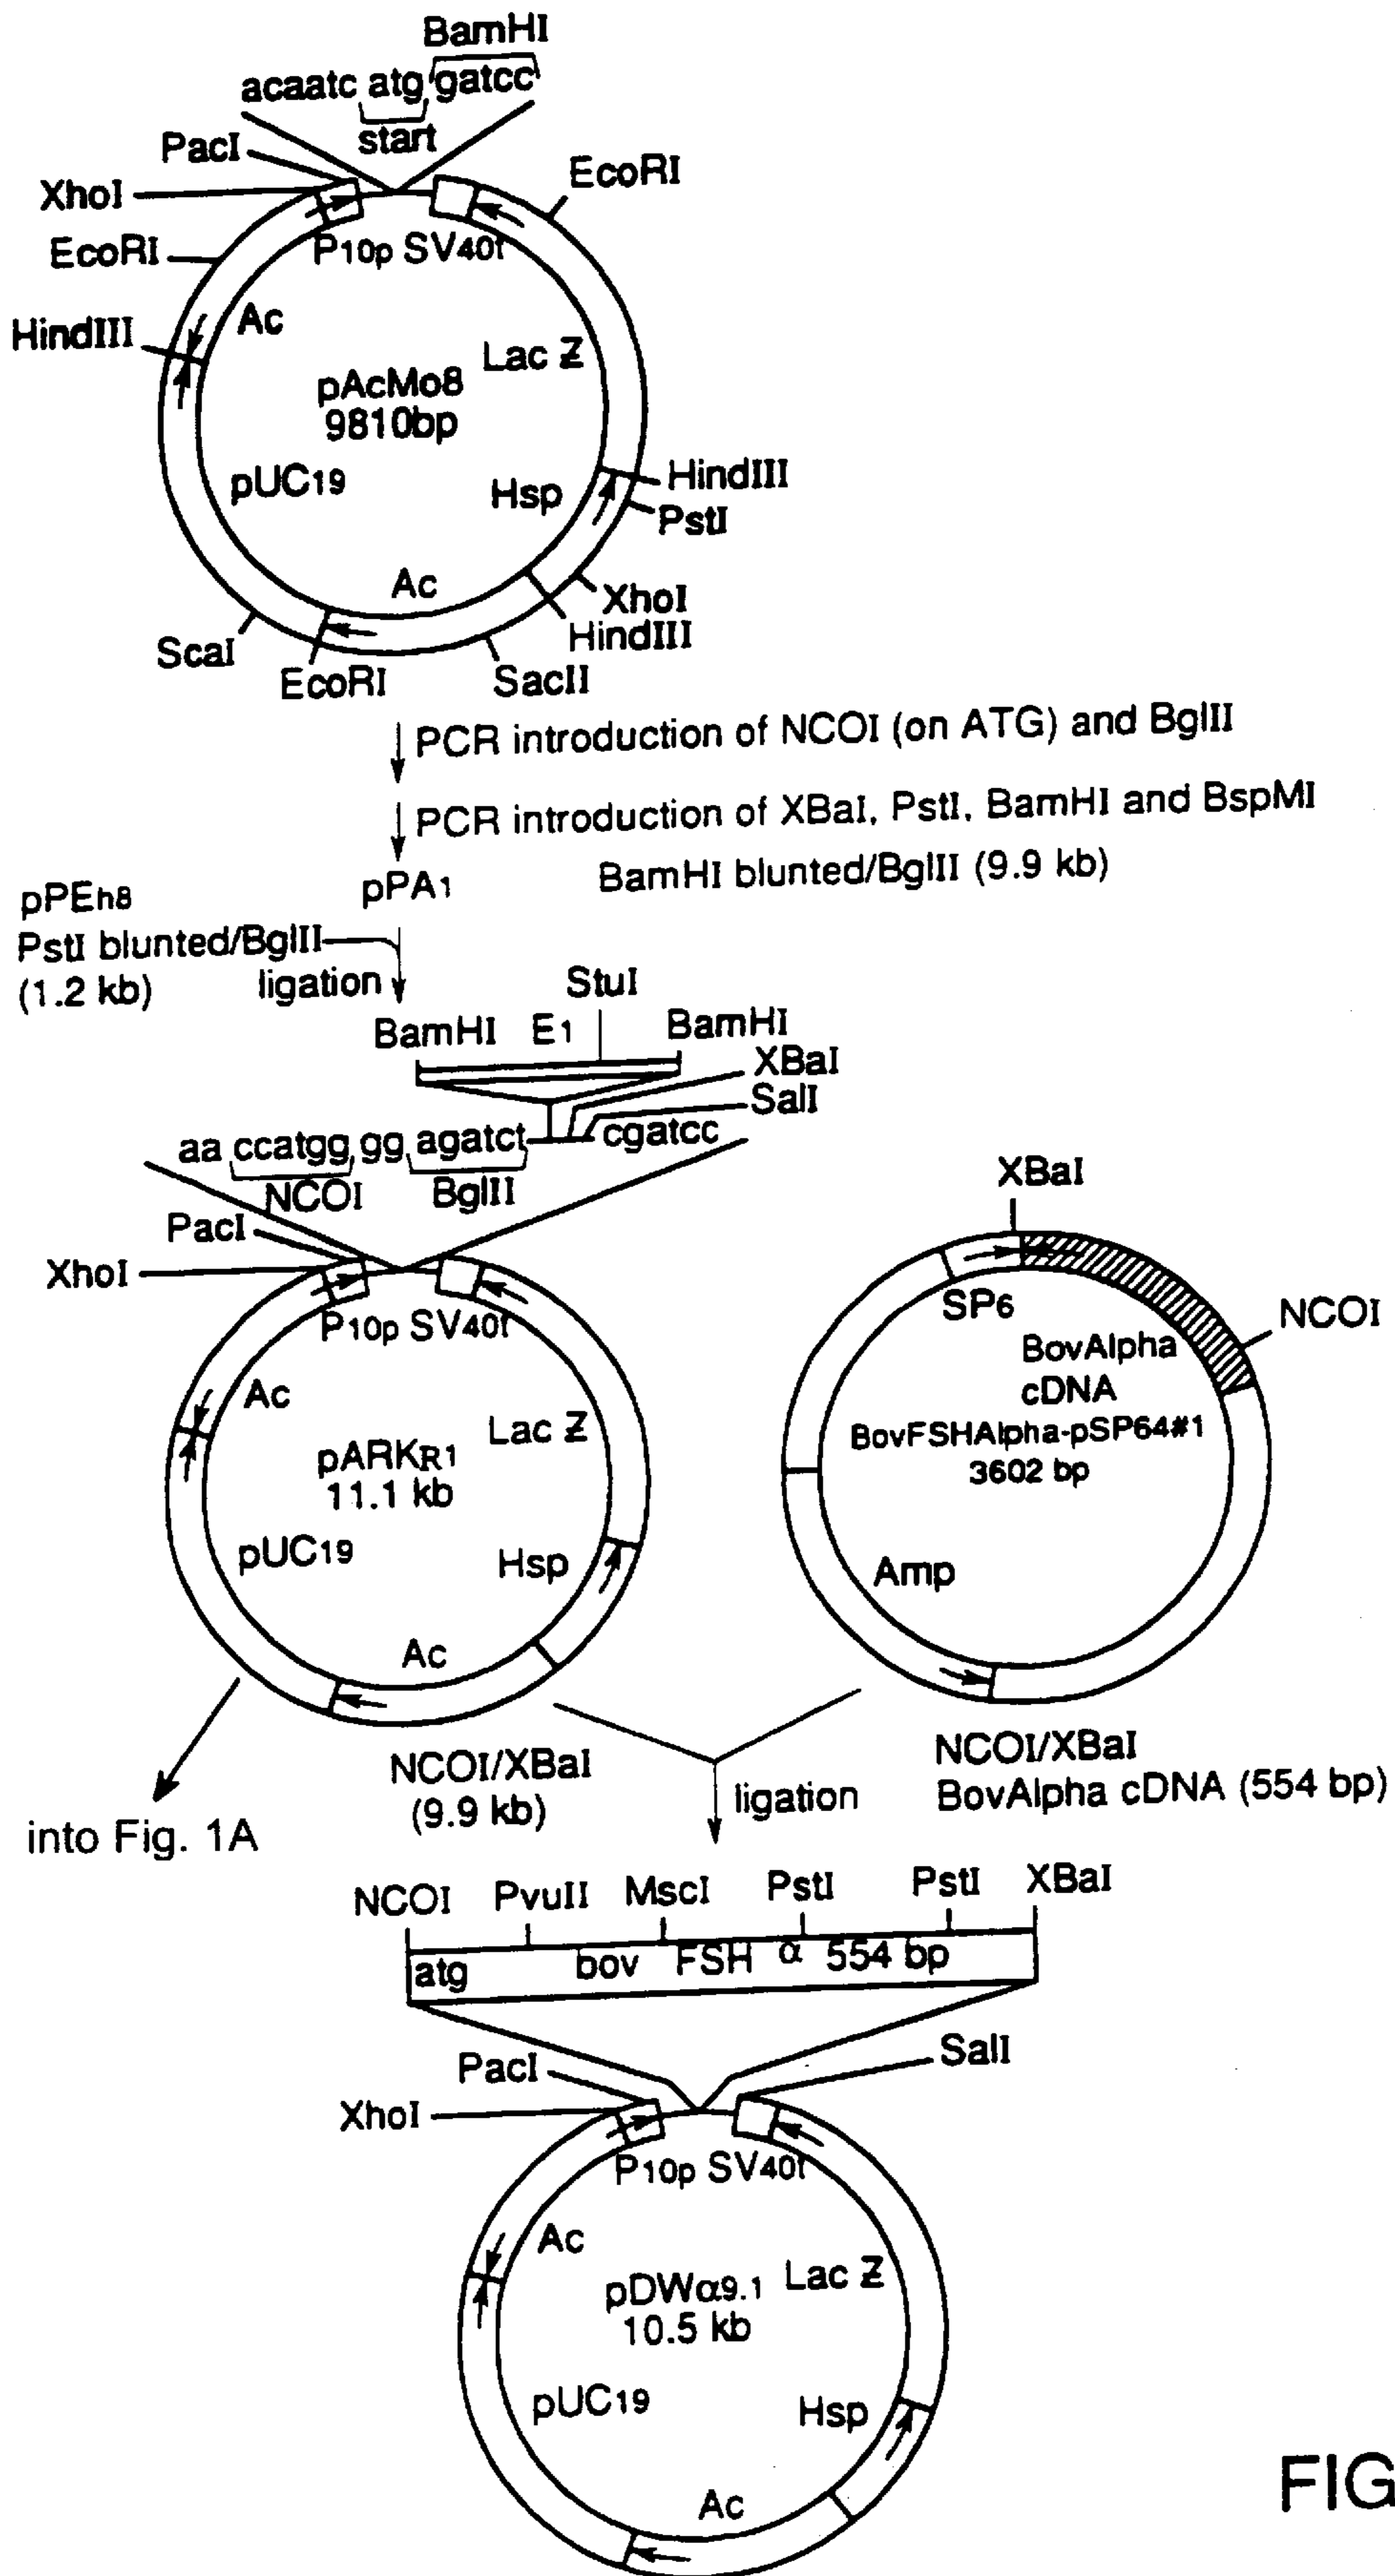 BamHI
acaatc atg gatcc
start
PacI
XhoI
EcoRI
EcoRI
P10p SV40t
HindIII
Ac
Lac Z
pAcMo8
9810bp
pUC19
Hsp
HindIII
PstI
Ac
XhoI
HindIII
ScaI
EcoRI
SacII
PCR introduction of NCOI (on ATG) and BglII
PCR introduction of XBaI, PstI, BamHI and BspMI
pPEh8
pPA1
BamHI blunted/BglII (9.9 kb)
PstI blunted/BglII
(1.2 kb)
ligation
StuI
BamHI E1 BamHI
XBaI
SalI
aa ccatgg gg agatct cgatcc
NCOI BglII
PacI
XhoI
P10p SV40t
Ac
Lac Z
pARKR1
11.1 kb
pUC19
Hsp
Ac
XBaI
NCOI
SP6
BovAlpha
cDNA
BovFSHAlpha-pSP64#1
3602 bp
Amp
into Fig. 1A
NCOI/XBaI
(9.9 kb)
ligation
NCOI/XBaI
BovAlpha cDNA (554 bp)
NCOI PvuII MscI PstI PstI XBaI
atg bov FSH α 554 bp
PacI
SalI
XhoI
P10p SV40t
Ac
Lac Z
pDWα9.1
10.5 kb
pUC19
Hsp
Ac
FIG